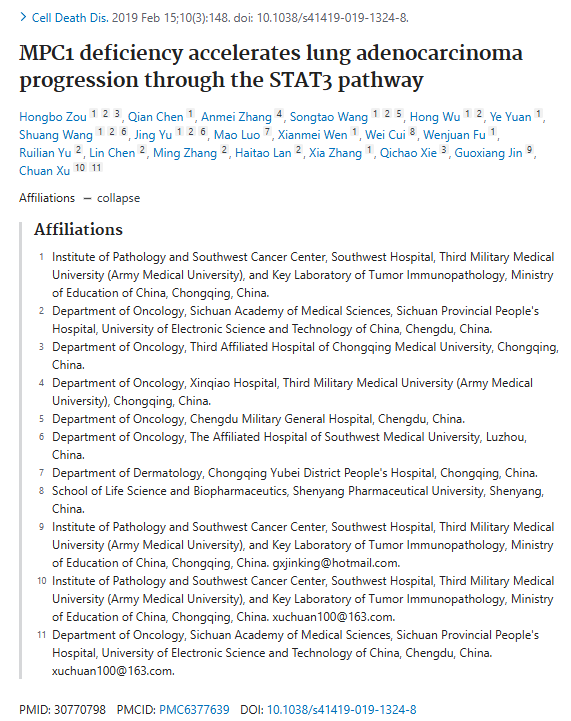 > Cell Death Dis. 2019 Feb 15;10(3):148. doi: 10.1038/s41419-019-1324-8.
MPC1 deficiency accelerates lung adenocarcinoma
progression through the STAT3 pathway
Hongbo Zou 1 2 3, Qian Chen 1, Anmei Zhang 4, Songtao Wang 1 2 5, Hong Wu 1 2, Ye Yuan 1,
Shuang Wang 1 2 6, Jing Yu 1 2 6, Mao Luo 7, Xianmei Wen 1, Wei Cui 8, Wenjuan Fu 1,
Ruilian Yu 2, Lin Chen 2, Ming Zhang 2, Haitao Lan 2, Xia Zhang 1, Qichao Xie 3, Guoxiang Jin 9,
Chuan Xu 10 11
Affiliations — collapse
Affiliations
1 Institute of Pathology and Southwest Cancer Center, Southwest Hospital, Third Military Medical
University (Army Medical University), and Key Laboratory of Tumor Immunopathology, Ministry
of Education of China, Chongqing, China.
2 Department of Oncology, Sichuan Academy of Medical Sciences, Sichuan Provincial People's
Hospital, University of Electronic Science and Technology of China, Chengdu, China.
3 Department of Oncology, Third Affiliated Hospital of Chongqing Medical University, Chongqing,
China.
4 Department of Oncology, Xinqiao Hospital, Third Military Medical University (Army Medical
University), Chongqing, China.
5 Department of Oncology, Chengdu Military General Hospital, Chengdu, China.
6 Department of Oncology, The Affiliated Hospital of Southwest Medical University, Luzhou,
China.
7 Department of Dermatology, Chongqing Yubei District People's Hospital, Chongqing, China.
8 School of Life Science and Biopharmaceutics, Shenyang Pharmaceutical University, Shenyang,
China.
9 Institute of Pathology and Southwest Cancer Center, Southwest Hospital, Third Military Medical
University (Army Medical University), and Key Laboratory of Tumor Immunopathology, Ministry
of Education of China, Chongqing, China. gxjinking@hotmail.com.
10 Institute of Pathology and Southwest Cancer Center, Southwest Hospital, Third Military Medical
University (Army Medical University), and Key Laboratory of Tumor Immunopathology, Ministry
of Education of China, Chongqing, China. xuchuan100@163.com.
11 Department of Oncology, Sichuan Academy of Medical Sciences, Sichuan Provincial People's
Hospital, University of Electronic Science and Technology of China, Chengdu, China.
xuchuan100@163.com.
PMID: 30770798 PMCID: PMC6377639 DOI: 10.1038/s41419-019-1324-8